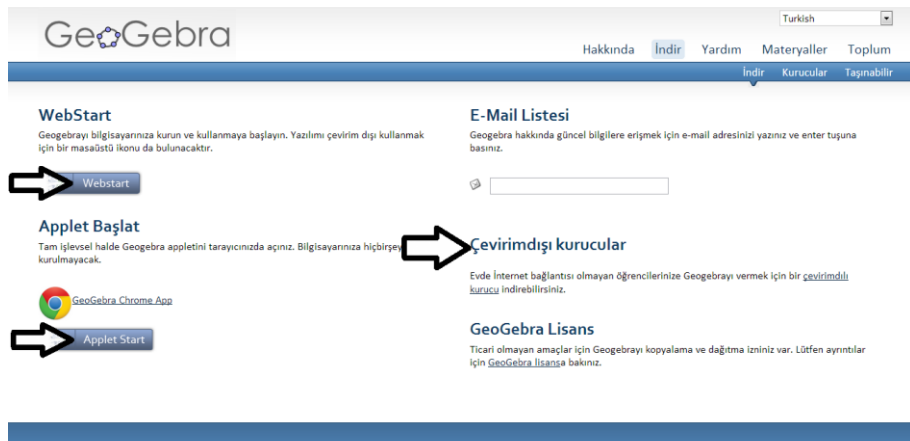 GeoGebra
Turkish
Hakkında İndir Yardım Materyaller Toplum
İndir Kurucular Taşınabilir
WebStart
Geogebrayı bilgisayarınıza kurun ve kullanmaya başlayın. Yazılımı çevirim dışı kullanmak
için bir masaüstü ikonu da bulunacaktır.
Webstart
Applet Başlat
Tam işlevsel halde Geogebra appletini tarayıcınızda açınız. Bilgisayarınıza hiçbirşey
kurulmayacak.
GeoGebra Chrome App
Applet Start
E-Mail Listesi
Geogebra hakkında güncel bilgilere erişmek için e-mail adresinizi yazınız ve enter tuşuna
basınız.
Çevirimdışı kurucular
Evde İnternet bağlantısı olmayan öğrencilerinize Geogebrayı vermek için bir çevirimdılı
kurucu indirebilirsiniz.
GeoGebra Lisans
Ticari olmayan amaçlar için Geogebrayı kopyalama ve dağıtma izniniz var. Lütfen ayrıntılar
için GeoGebra lisansa bakınız.